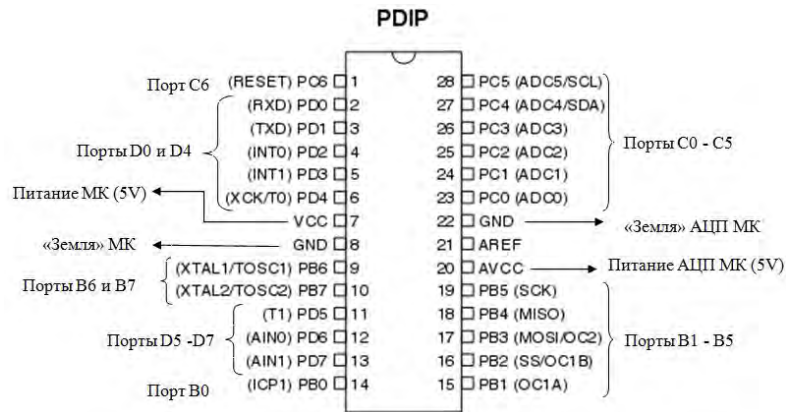 PDIP
Порт C6
(RESET) PC6 1
28 PC5 (ADC5/SCL)
(RXD) PD0 2
27 PC4 (ADC4/SDA)
(TXD) PD1 3
26 PC3 (ADC3)
Порты D0 и D4
(INT0) PD2 4
25 PC2 (ADC2)
Порты C0 - C5
(INT1) PD3 5
24 PC1 (ADC1)
Питание МК (5V)
(XCK/T0) PD4 6
23 PC0 (ADC0)
VCC 7
22 GND
«Земля» АЦП МК
«Земля» МК
GND 8
21 AREF
Порты B6 и B7
(XTAL1/TOSC1) PB6 9
20 AVCC
Питание АЦП МК (5V)
(XTAL2/TOSC2) PB7 10
19 PB5 (SCK)
(T1) PD5 11
18 PB4 (MISO)
Порты D5 -D7
(AIN0) PD6 12
17 PB3 (MOSI/OC2)
Порты B1 - B5
(AIN1) PD7 13
16 PB2 (SS/OC1B)
Порт B0
(ICP1) PB0 14
15 PB1 (OC1A)